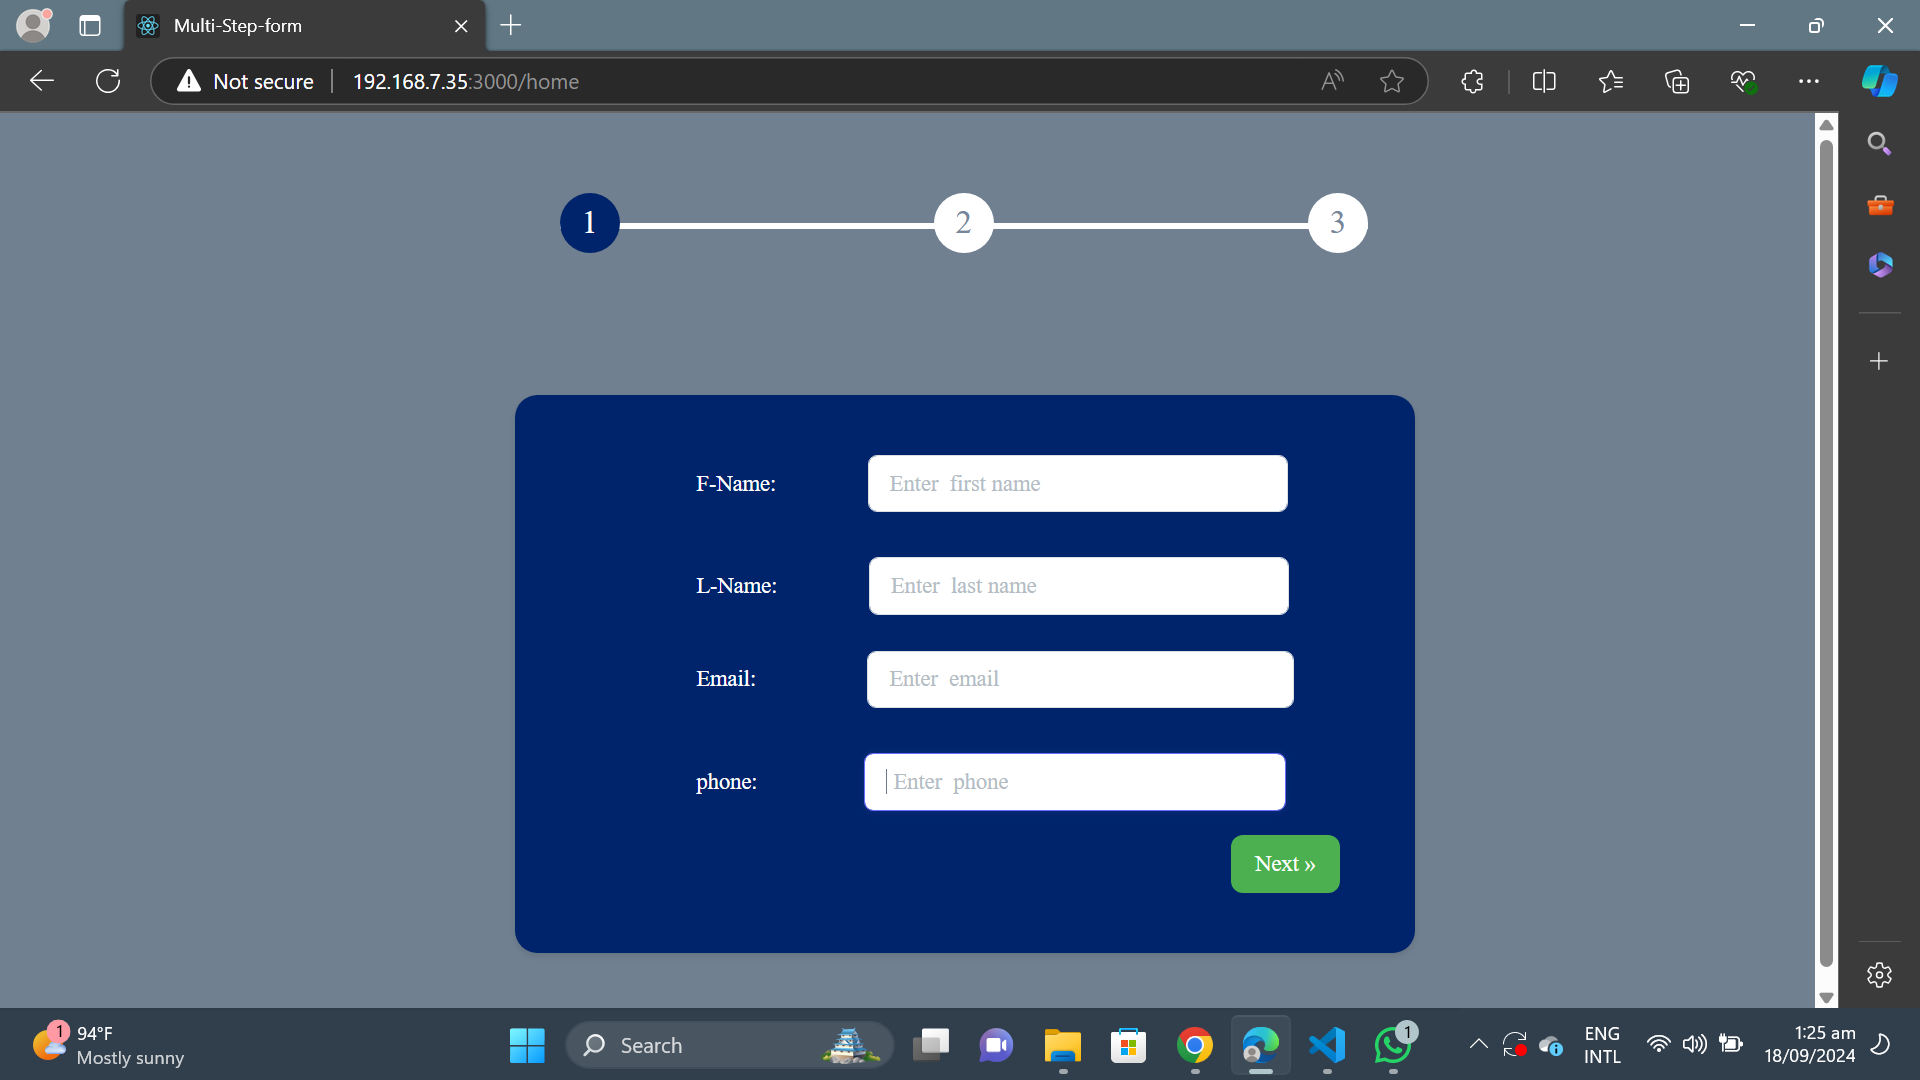 Multi-Step-form
Not secure
192.168.7.35:3000/home
1
2
3
F-Name:
Enter  first name
L-Name:
Enter  last name
Email:
Enter  email
phone:
Enter  phone
Next »
1
94°F
Mostly sunny
Search
1
ENG
INTL
1:25 am
18/09/2024